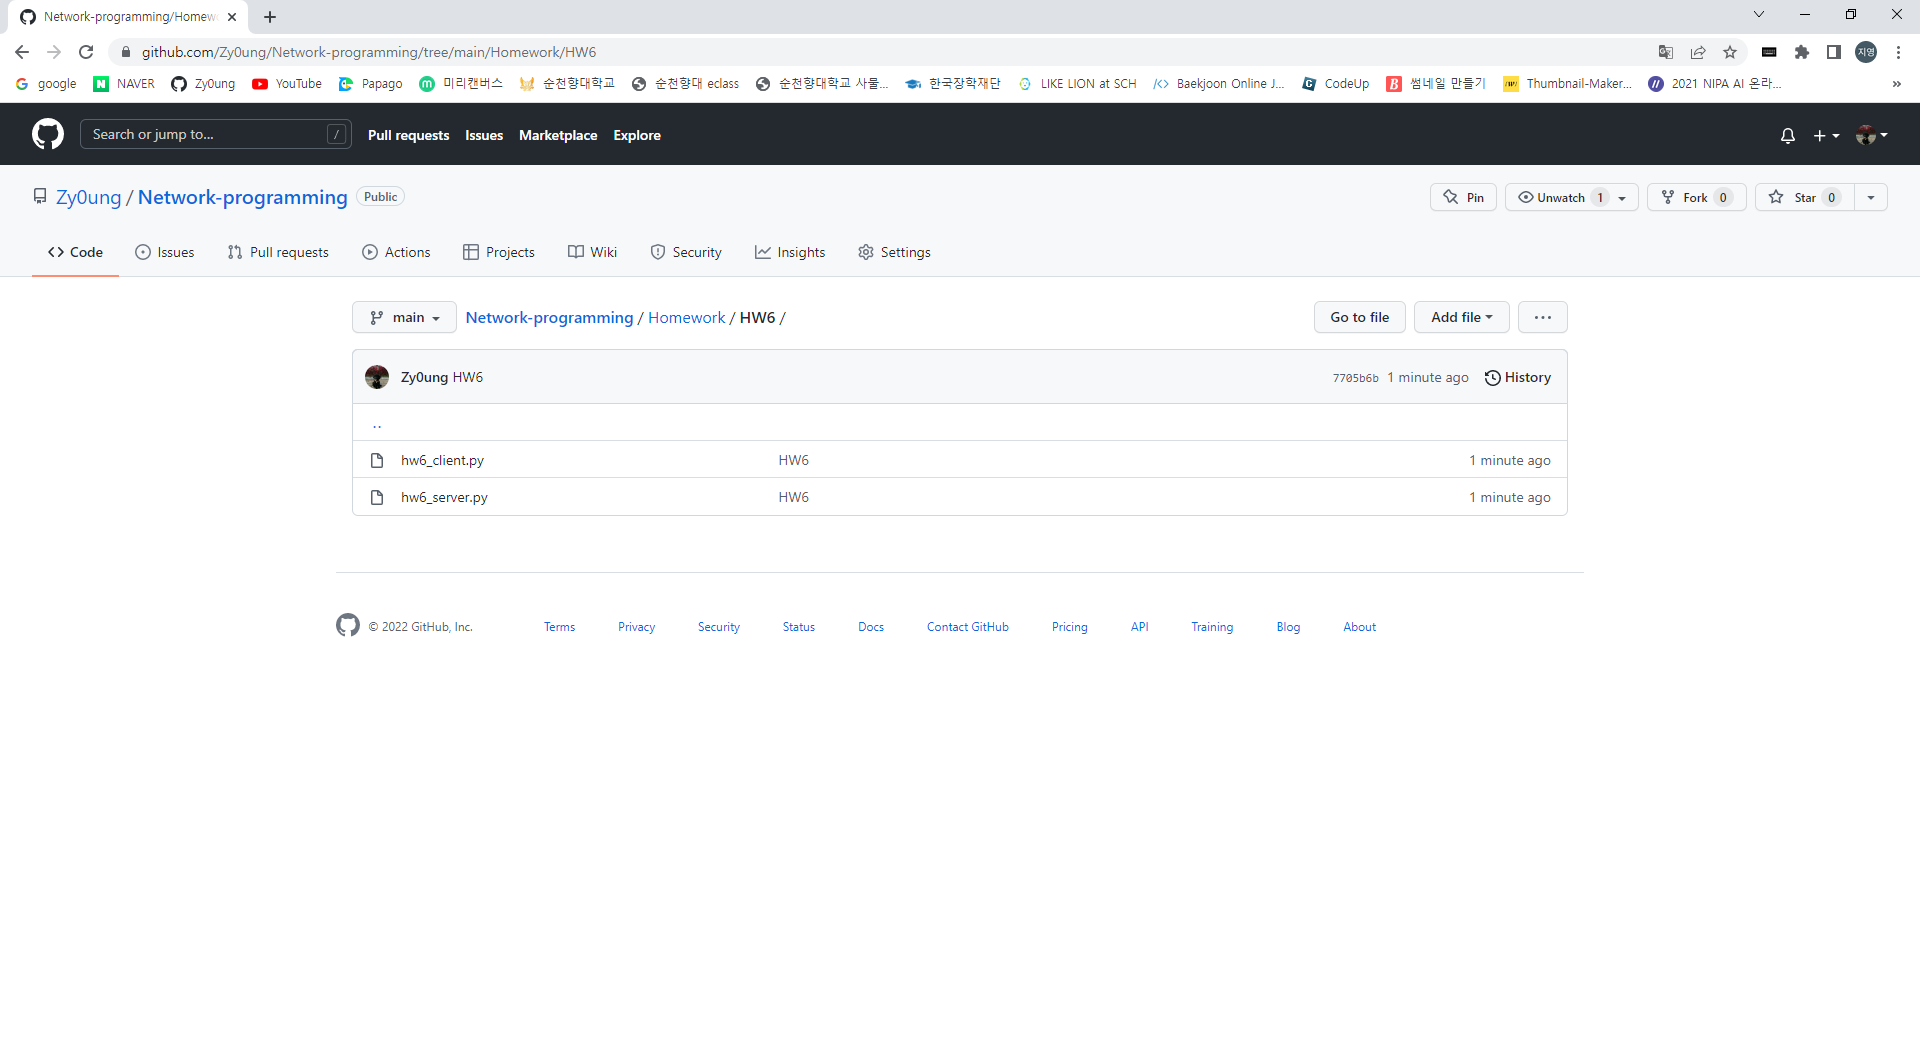 Network-programming/Homew
github.com/Zy0ung/Network-programming/tree/main/Homework/HW6
지영
google NAVER Zy0ung YouTube Papago 미리캔버스 순천향대학교 순천향대 eclass 순천향대학교 사물... 한국장학재단 LIKE LION at SCH Baekjoon Online J... CodeUp 썸네일 만들기 Thumbnail-Maker... 2021 NIPA AI 온라... »
Search or jump to... / Pull requests Issues Marketplace Explore
Zy0ung / Network-programming Public Pin Unwatch 1 Fork 0 Star 0
Code Issues Pull requests Actions Projects Wiki Security Insights Settings
main Network-programming / Homework / HW6 / Go to file Add file ...
Zy0ung HW6 7705b6b 1 minute ago History
..
hw6_client.py HW6 1 minute ago
hw6_server.py HW6 1 minute ago
© 2022 GitHub, Inc. Terms Privacy Security Status Docs Contact GitHub Pricing API Training Blog About